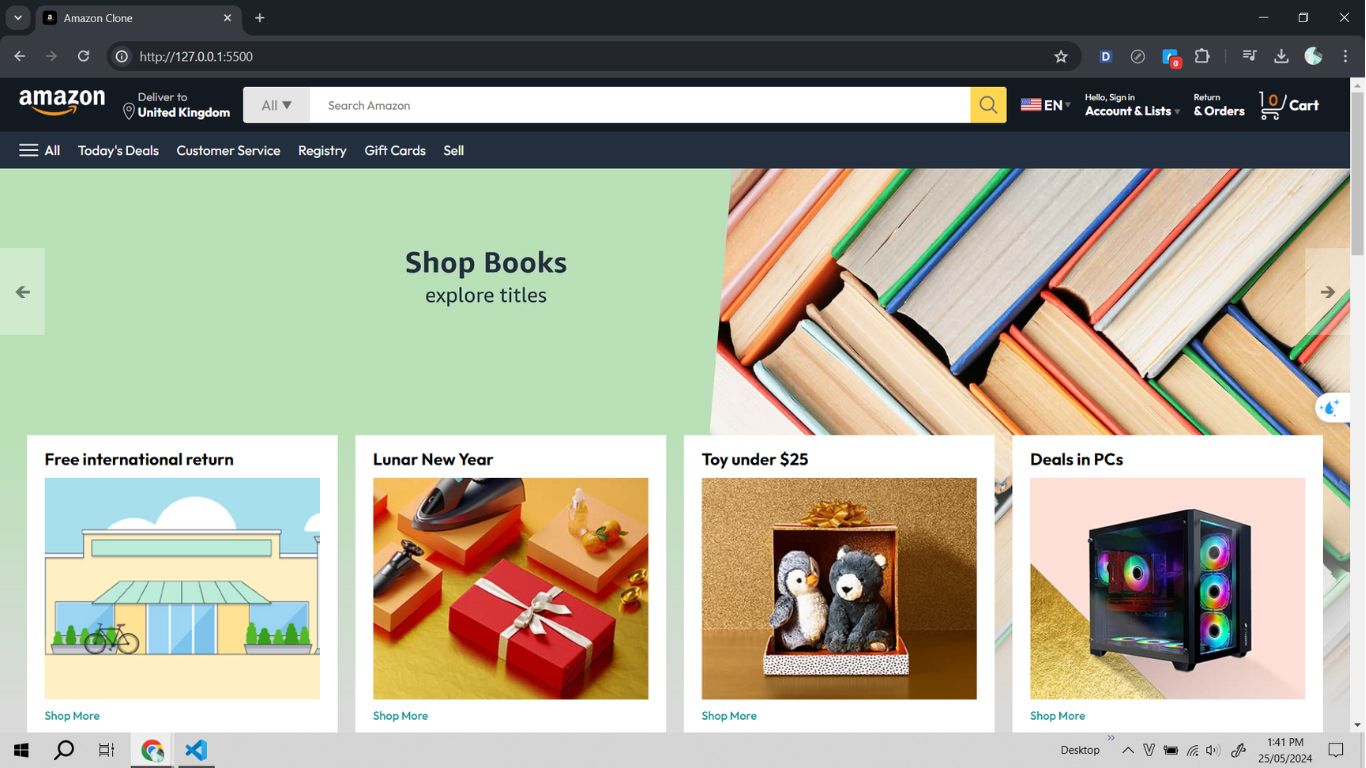 Amazon Clone
http://127.0.0.1:5500
D
0
amazon
Deliver to
United Kingdom
All
Search Amazon
EN
Hello, Sign in
Account & Lists
Return
& Orders
0
Cart
All
Today's Deals
Customer Service
Registry
Gift Cards
Sell
Shop Books
explore titles
Free international return
Lunar New Year
Toy under $25
Deals in PCs
Shop More
Shop More
Shop More
Shop More
Desktop
1:41 PM
25/05/2024